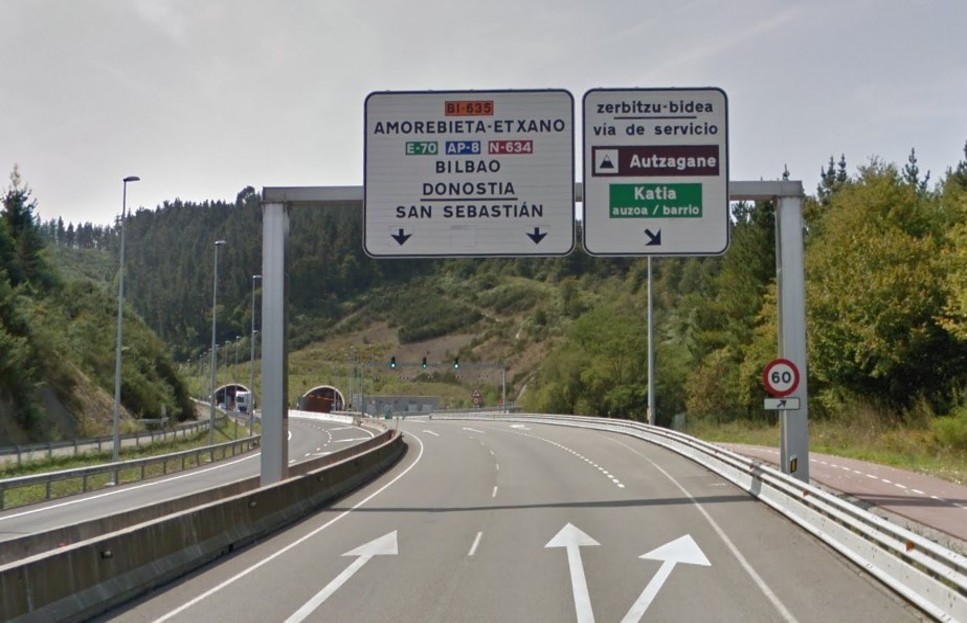 BI-635
AMOREBIETA-ETXANO
E-70 AP-8 N-634
BILBAO
DONOSTIA
SAN SEBASTIÁN
zerbitzu-bidea
vía de servicio
Autzagane
Katia
auzoa / barrio
60